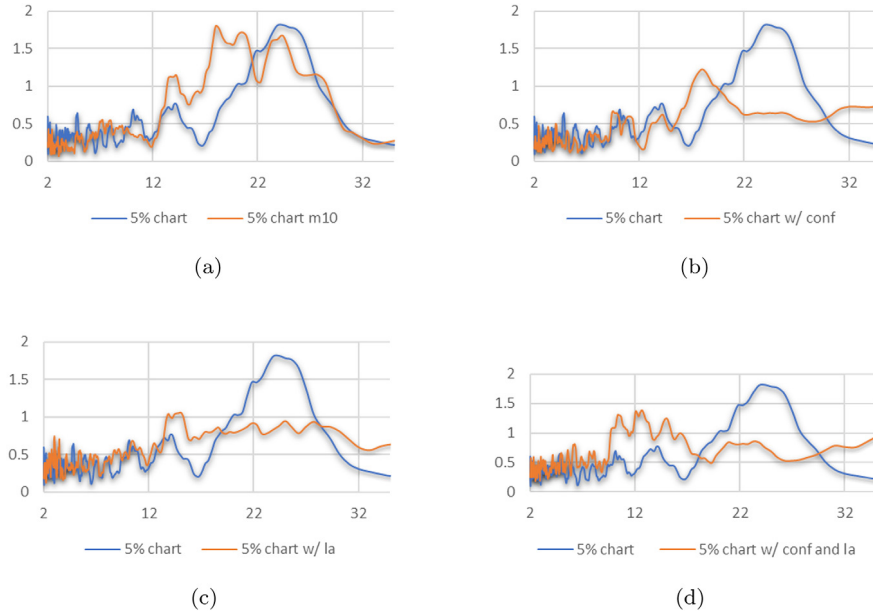 2
1.5
1
0.5
0
2 12 22 32
5% chart 5% chart m10
(a)
2
1.5
1
0.5
0
2 12 22 32
5% chart 5% chart w/ conf
(b)
2
1.5
1
0.5
0
2 12 22 32
5% chart 5% chart w/ la
(c)
2
1.5
1
0.5
0
2 12 22 32
5% chart 5% chart w/ conf and la
(d)